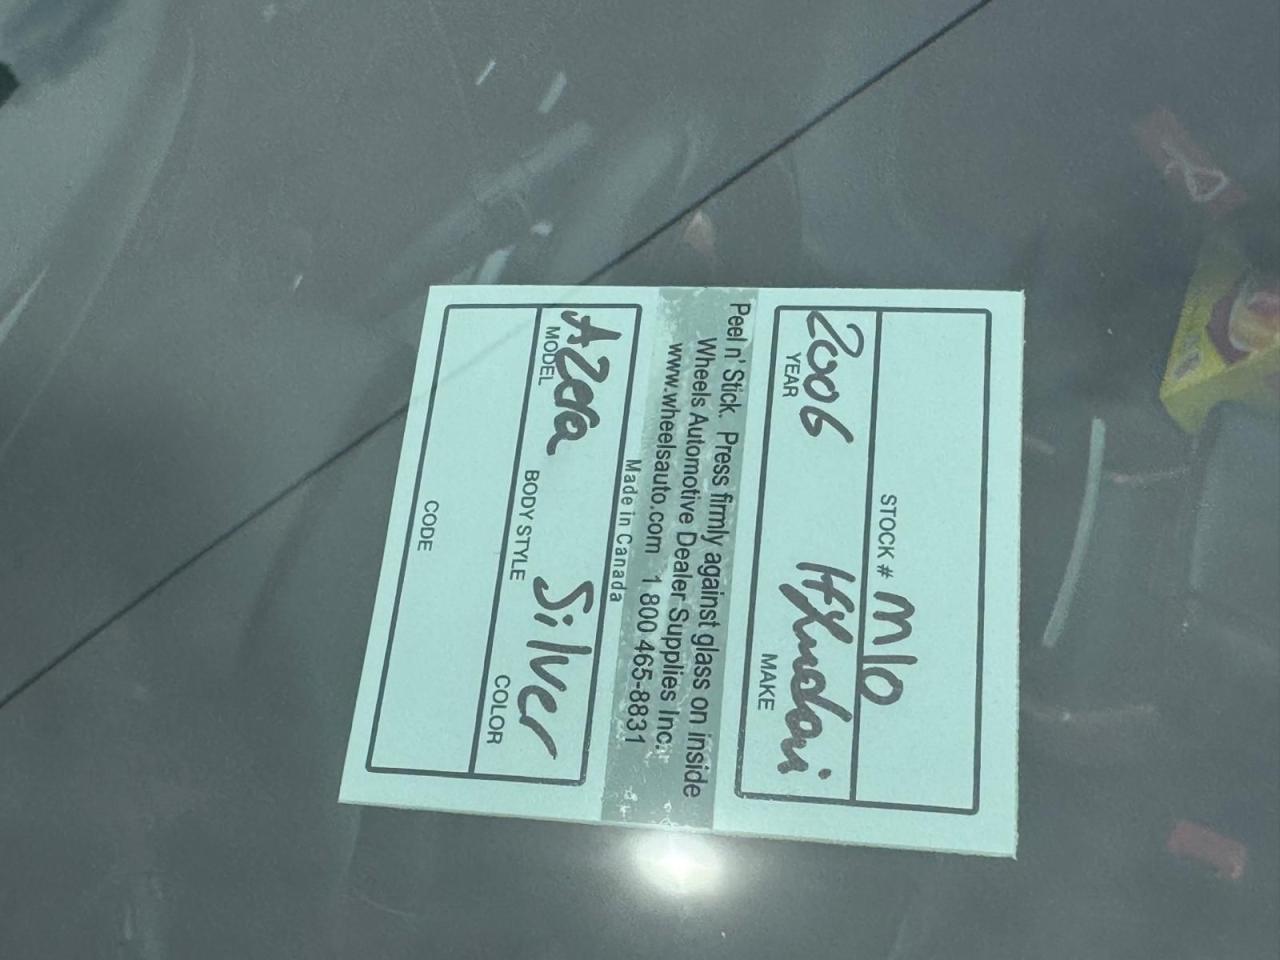 STOCK # M10
2006 Hyundai
YEAR MAKE
Peel n' Stick. Press firmly against glass on inside
Wheels Automotive Dealer Supplies Inc.
www.wheelsauto.com 1 800 465-8831
Made in Canada
Azera Silver
MODEL BODY STYLE COLOR
CODE